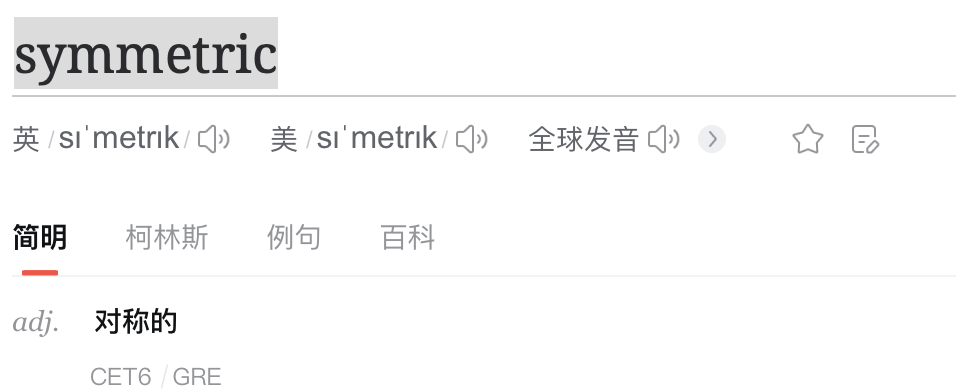 symmetric
英 /sɪˈmetrɪk/ 美 /sɪˈmetrɪk/ 全球发音
简明 柯林斯 例句 百科
adj. 对称的
CET6 / GRE